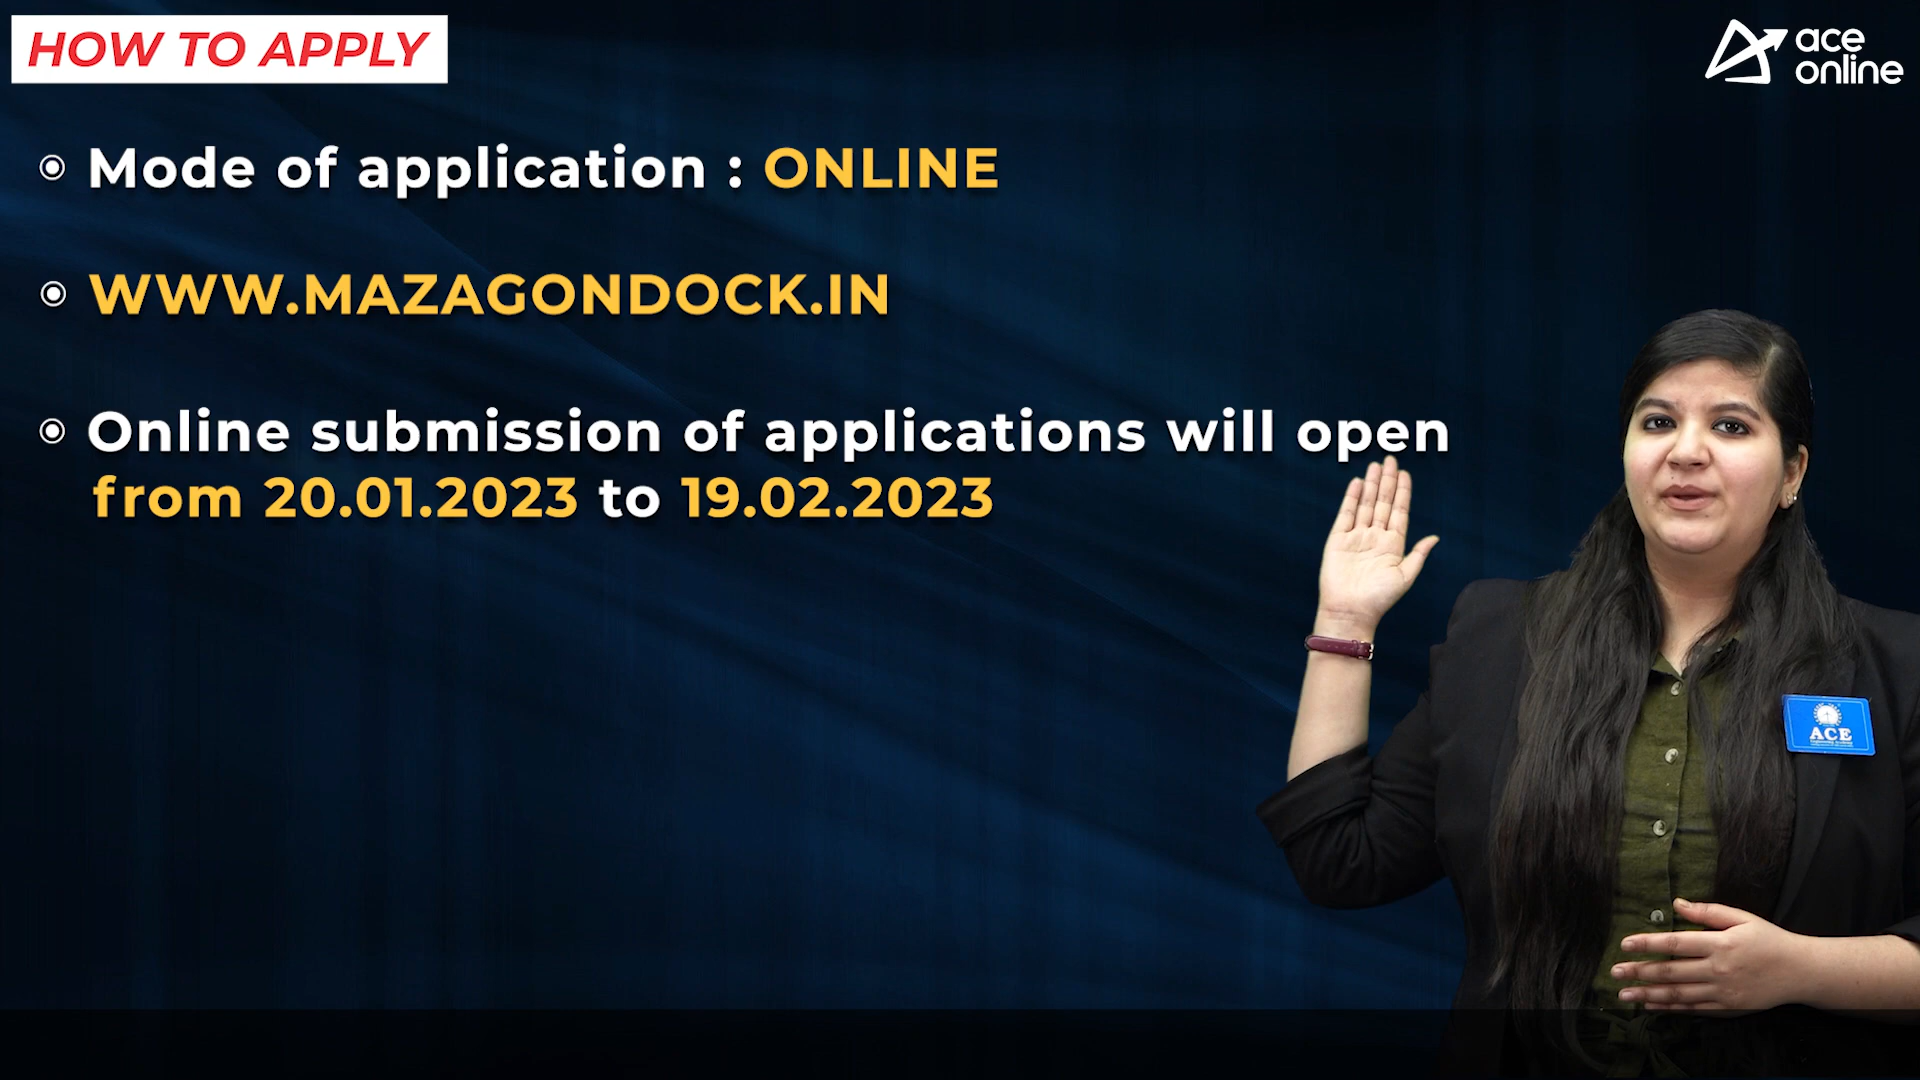 HOW TO APPLY
ace
online
Mode of application : ONLINE
WWW.MAZAGONDOCK.IN
Online submission of applications will open
from 20.01.2023 to 19.02.2023
ACE